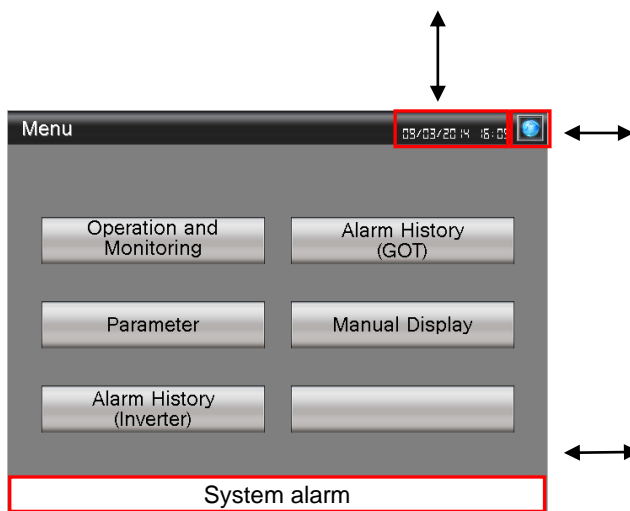 Menu
09/03/2014 16:09
Operation and
Monitoring
Alarm History
(GOT)
Parameter
Manual Display
Alarm History
(Inverter)
System alarm